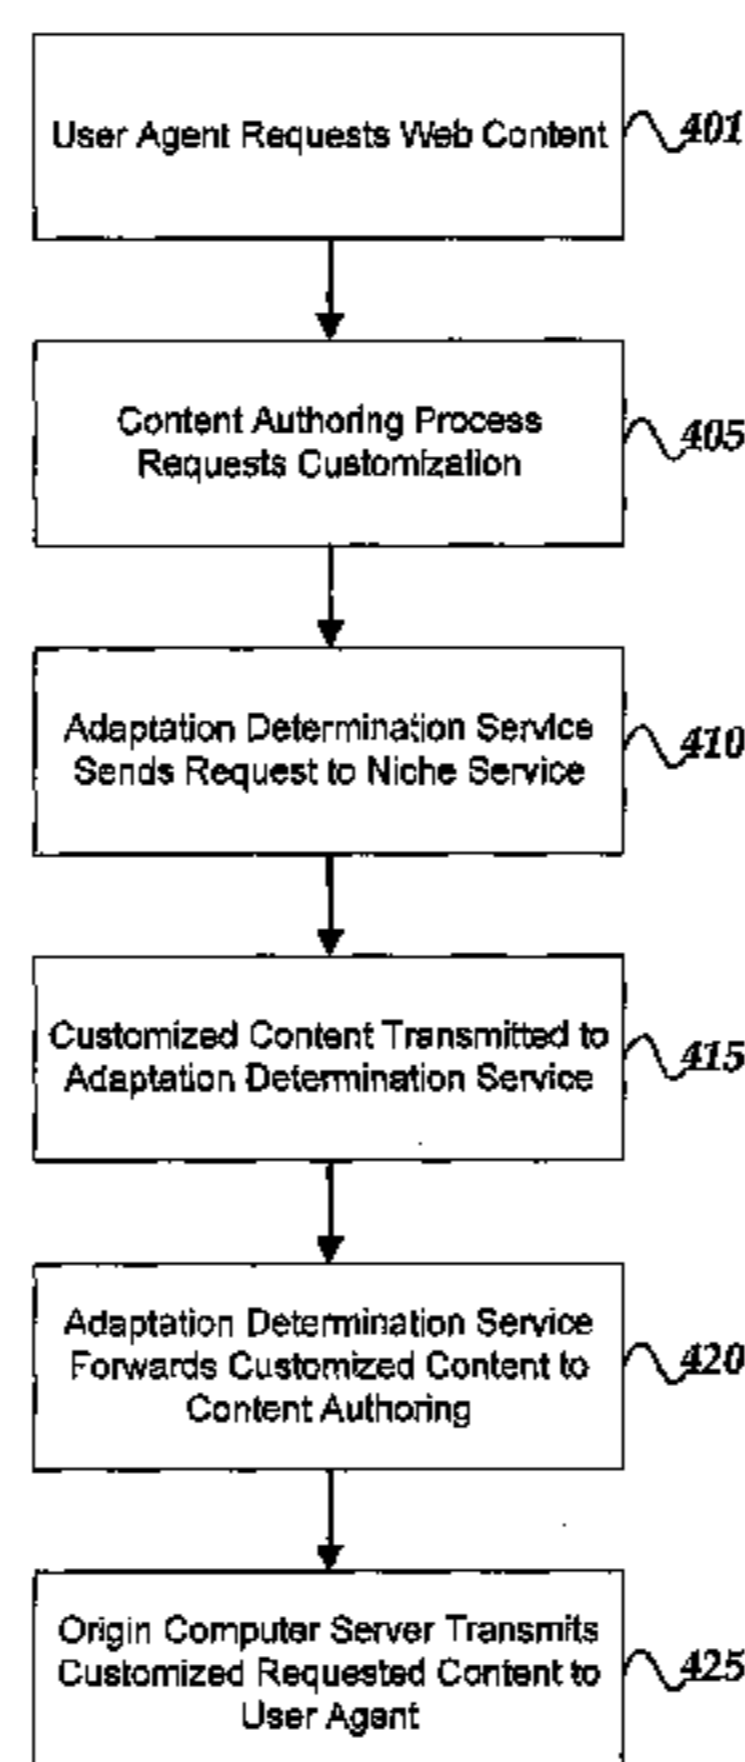 User Agent Requests Web Content
401
Content Authoring Process
Requests Customization
405
Adaptation Determination Service
Sends Request to Niche Service
410
Customized Content Transmitted to
Adaptation Determination Service
415
Adaptation Determination Service
Forwards Customized Content to
Content Authoring
420
Origin Computer Server Transmits
Customized Requested Content to
User Agent
425